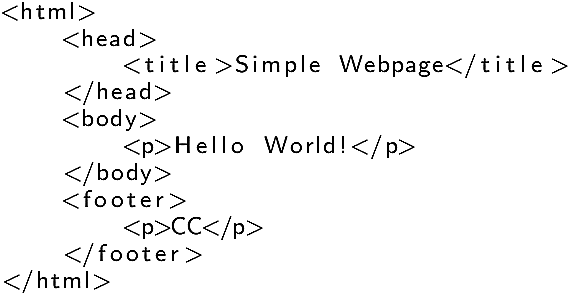 <html>
    <head>
        <title>Simple Webpage</title>
    </head>
    <body>
        <p>Hello World!</p>
    </body>
    <footer>
        <p>CC</p>
    </footer>
</html>